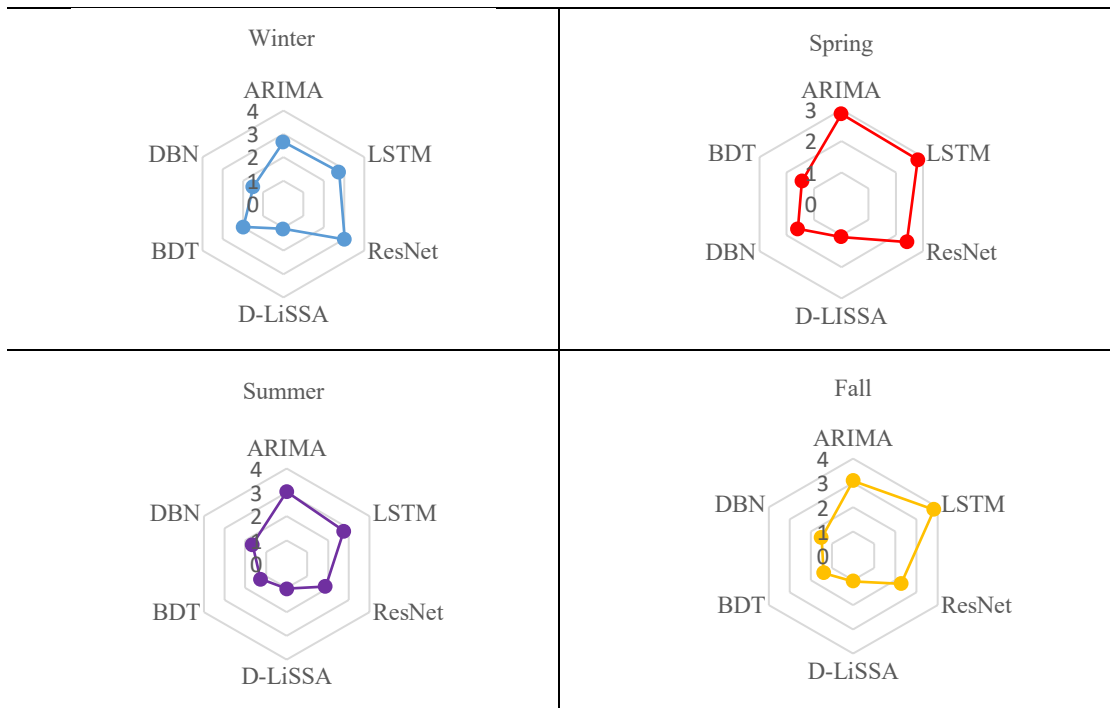 Winter
ARIMA
4
3
2
1
0
DBN
LSTM
BDT
ResNet
D-LiSSA
Spring
ARIMA
3
2
1
0
BDT
LSTM
DBN
ResNet
D-LISSA
Summer
ARIMA
4
3
2
1
0
DBN
LSTM
BDT
ResNet
D-LiSSA
Fall
ARIMA
4
3
2
1
0
DBN
LSTM
BDT
ResNet
D-LiSSA